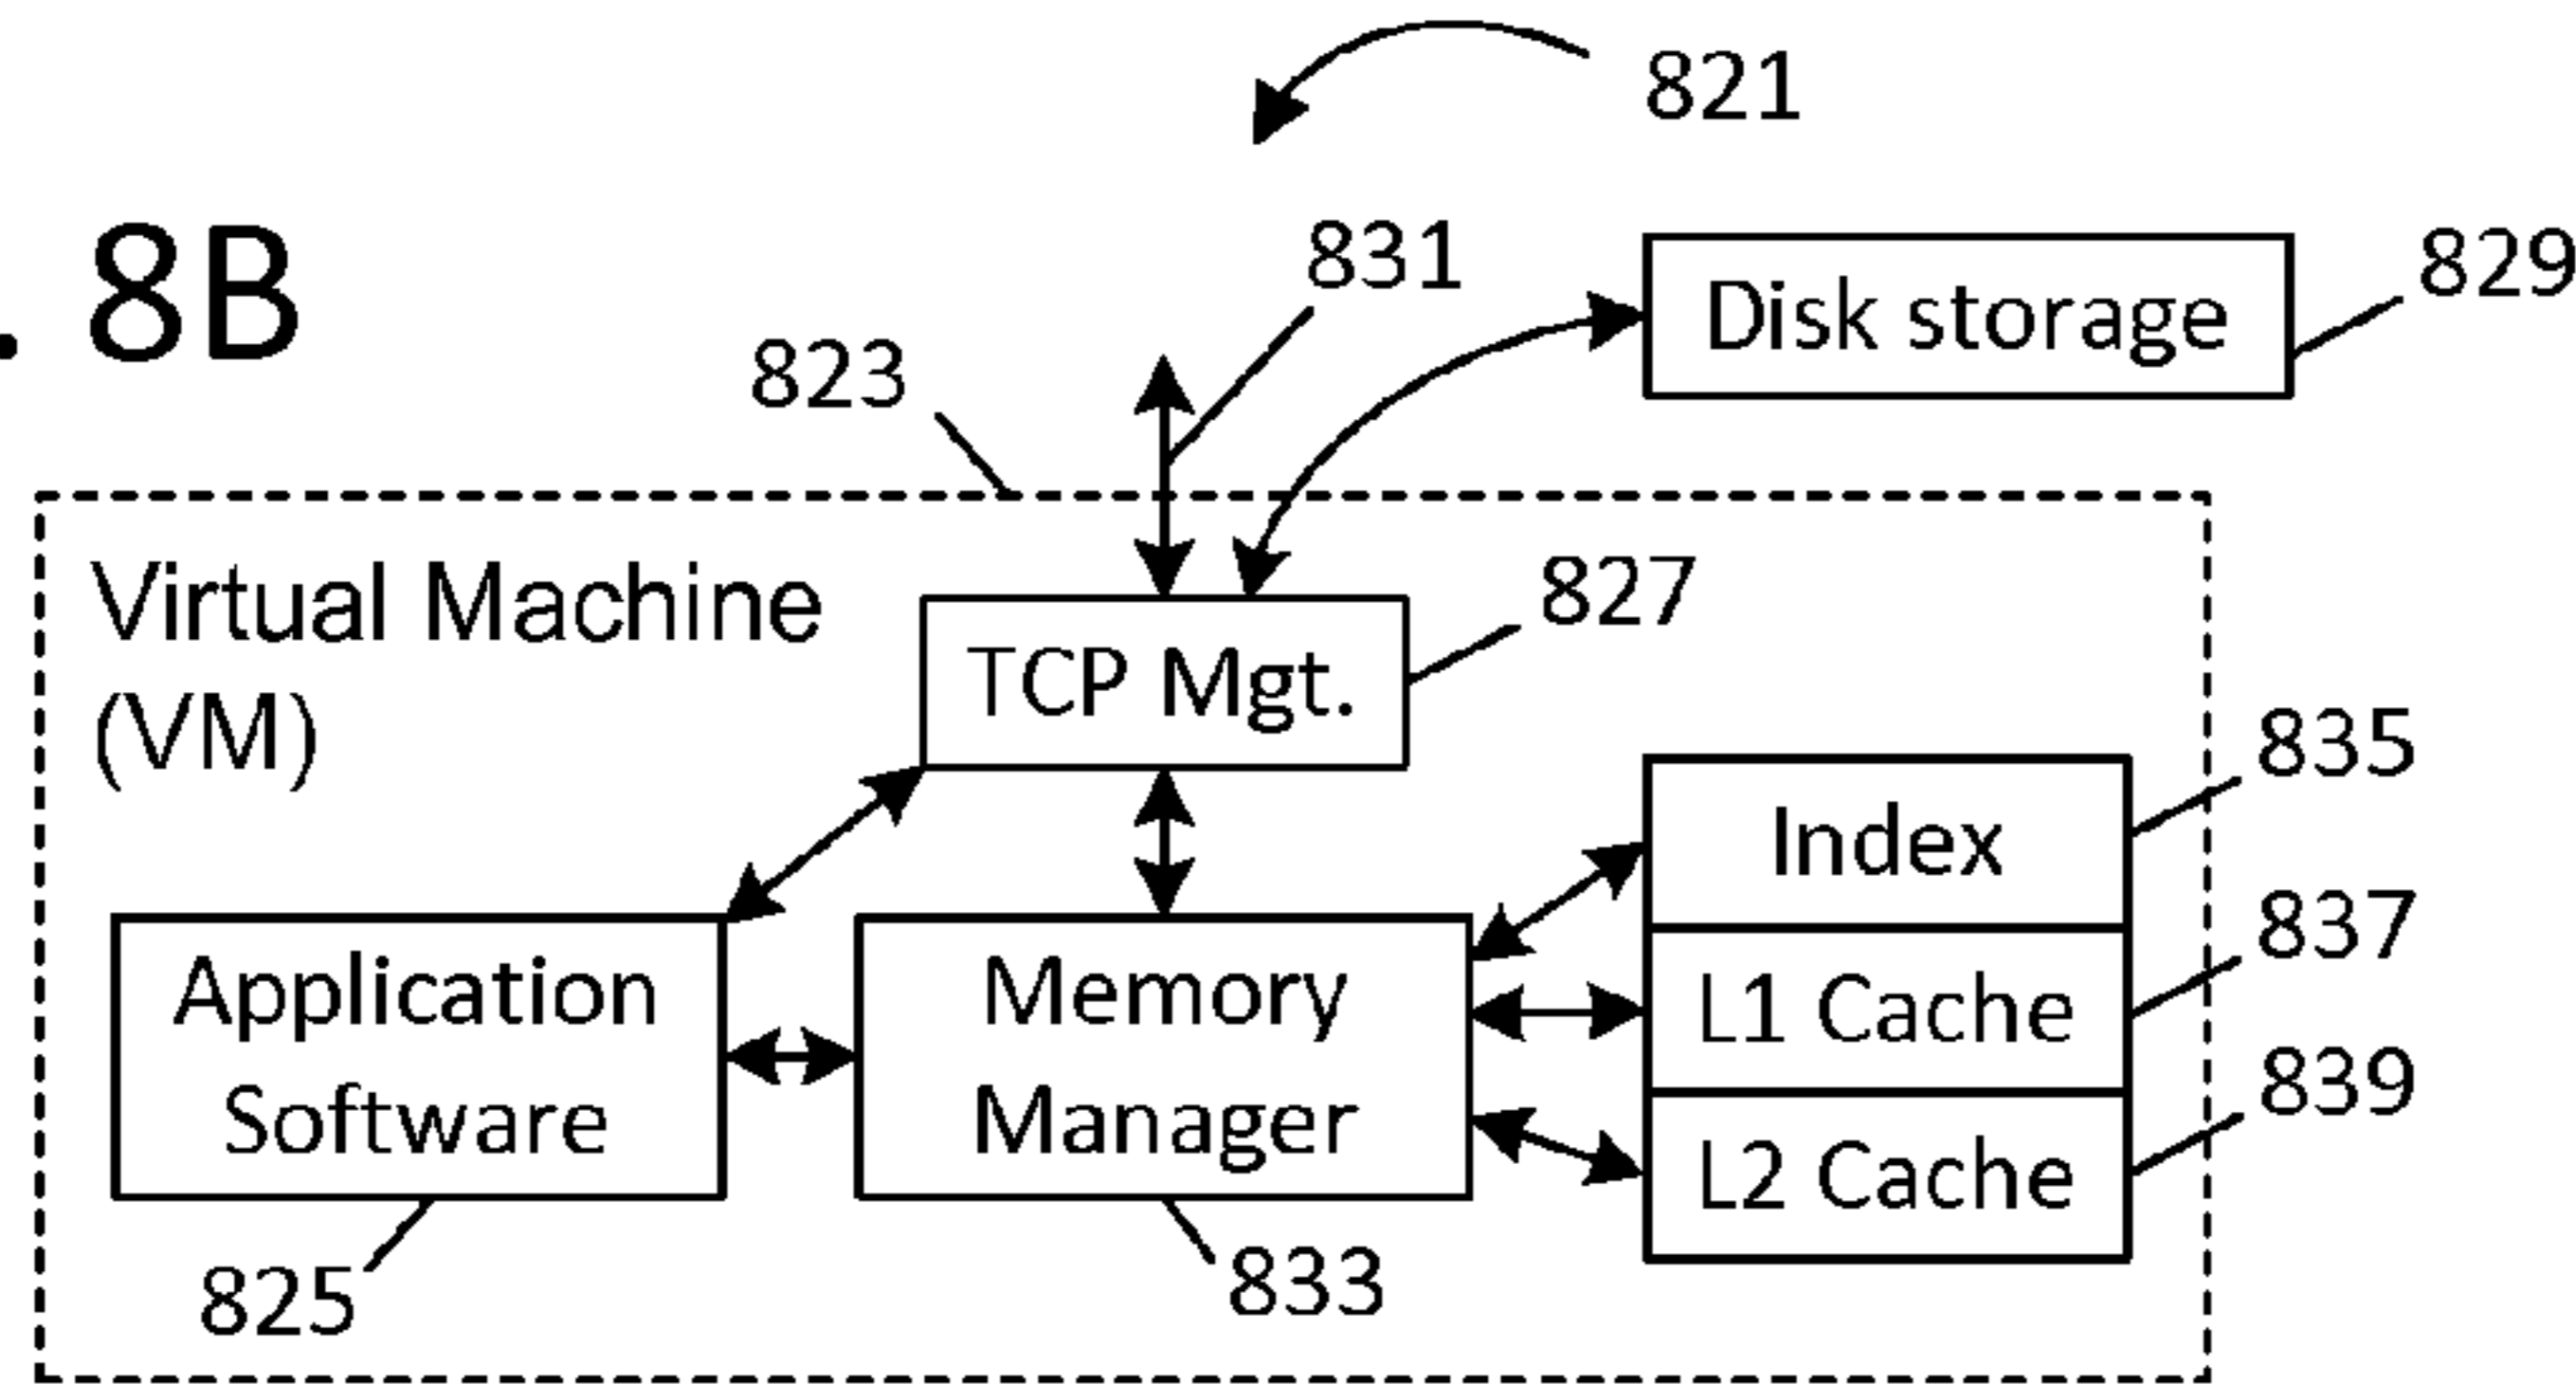 821
. 8B
831
829
Disk storage
823
827
Virtual Machine
(VM)
TCP Mgt.
835
Index
837
Application
Software
Memory
Manager
L1 Cache
839
L2 Cache
825
833